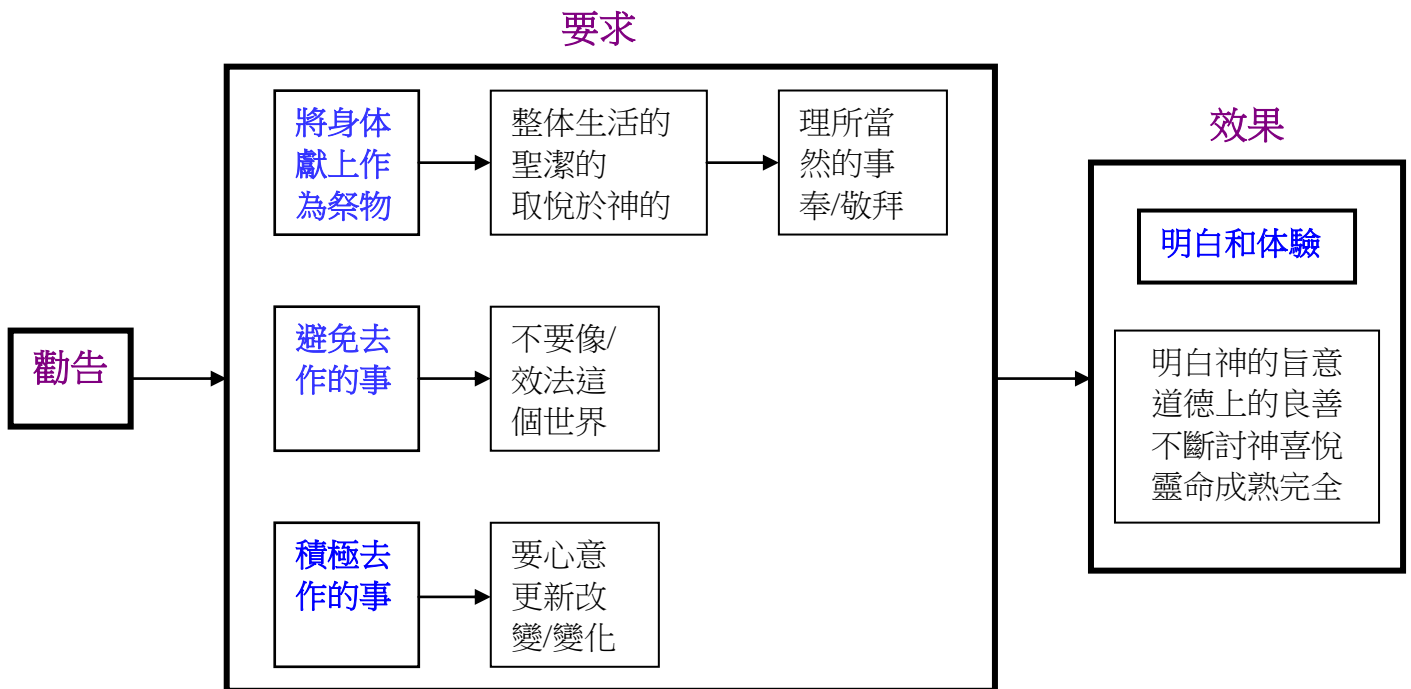 要求
將身体
獻上作
為祭物
整体生活的
聖潔的
取悅於神的
理所當
然的事
奉/敬拜
避免去
作的事
不要像/
效法這
個世界
積極去
作的事
要心意
更新改
變/變化
勸告
效果
明白和体驗
明白神的旨意
道德上的良善
不斷討神喜悅
靈命成熟完全